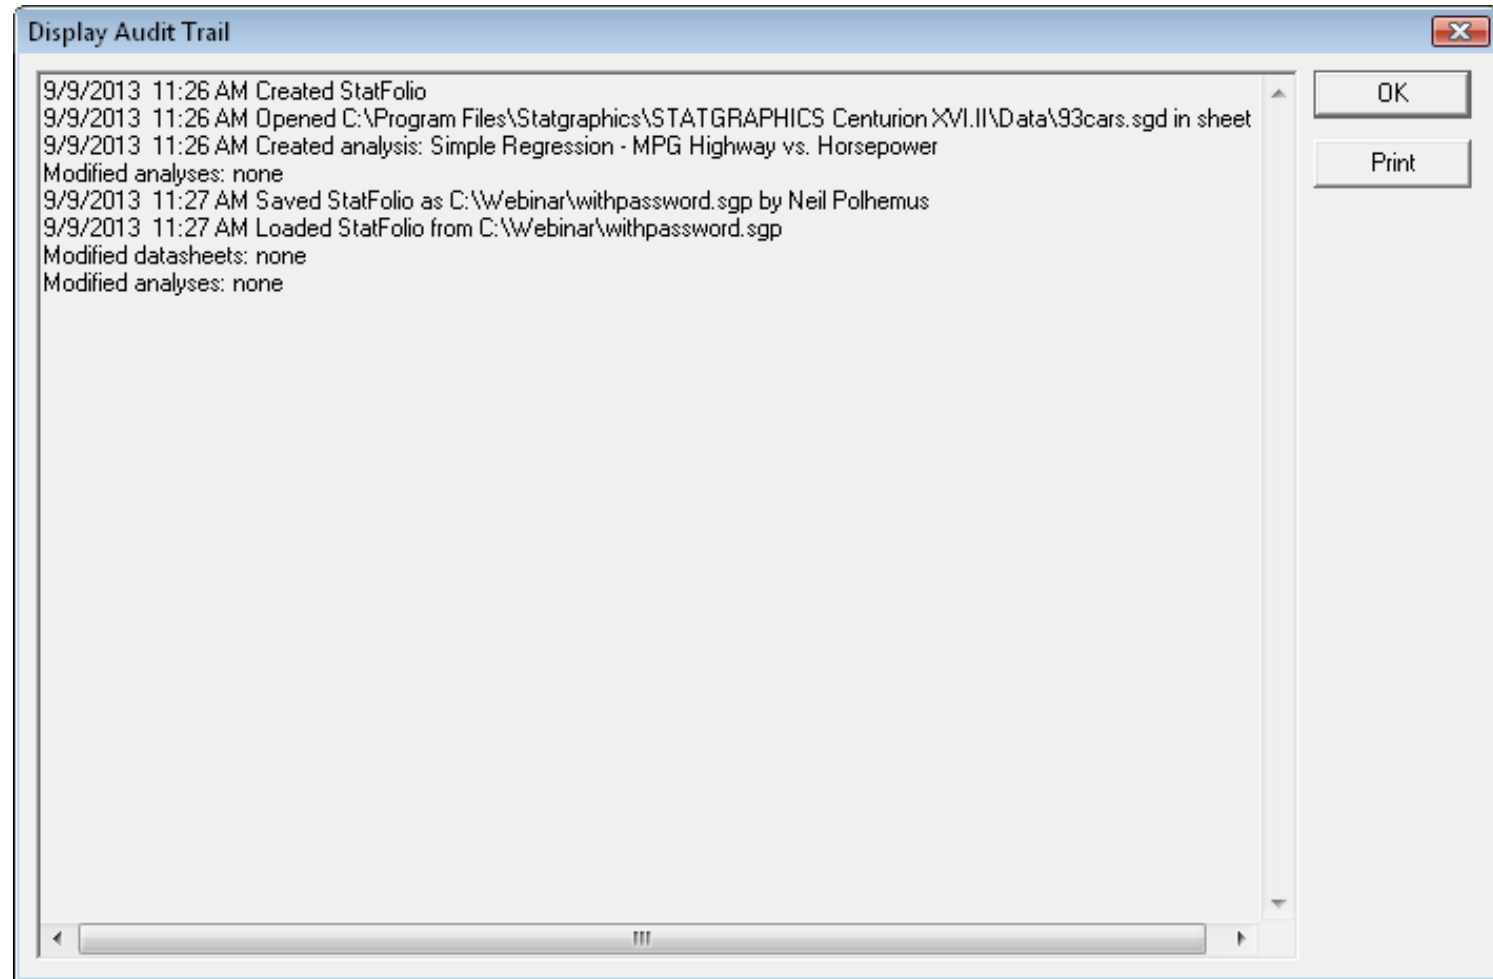 Display Audit Trail
9/9/2013 11:26 AM Created StatFolio
9/9/2013 11:26 AM Opened C:\Program Files\Statgraphics\STATGRAPHICS Centurion XVI.II\Data\93cars.sgd in sheet
9/9/2013 11:26 AM Created analysis: Simple Regression - MPG Highway vs. Horsepower
Modified analyses: none
9/9/2013 11:27 AM Saved StatFolio as C:\Webinar\withpassword.sgp by Neil Polhemus
9/9/2013 11:27 AM Loaded StatFolio from C:\Webinar\withpassword.sgp
Modified datasheets: none
Modified analyses: none
OK
Print